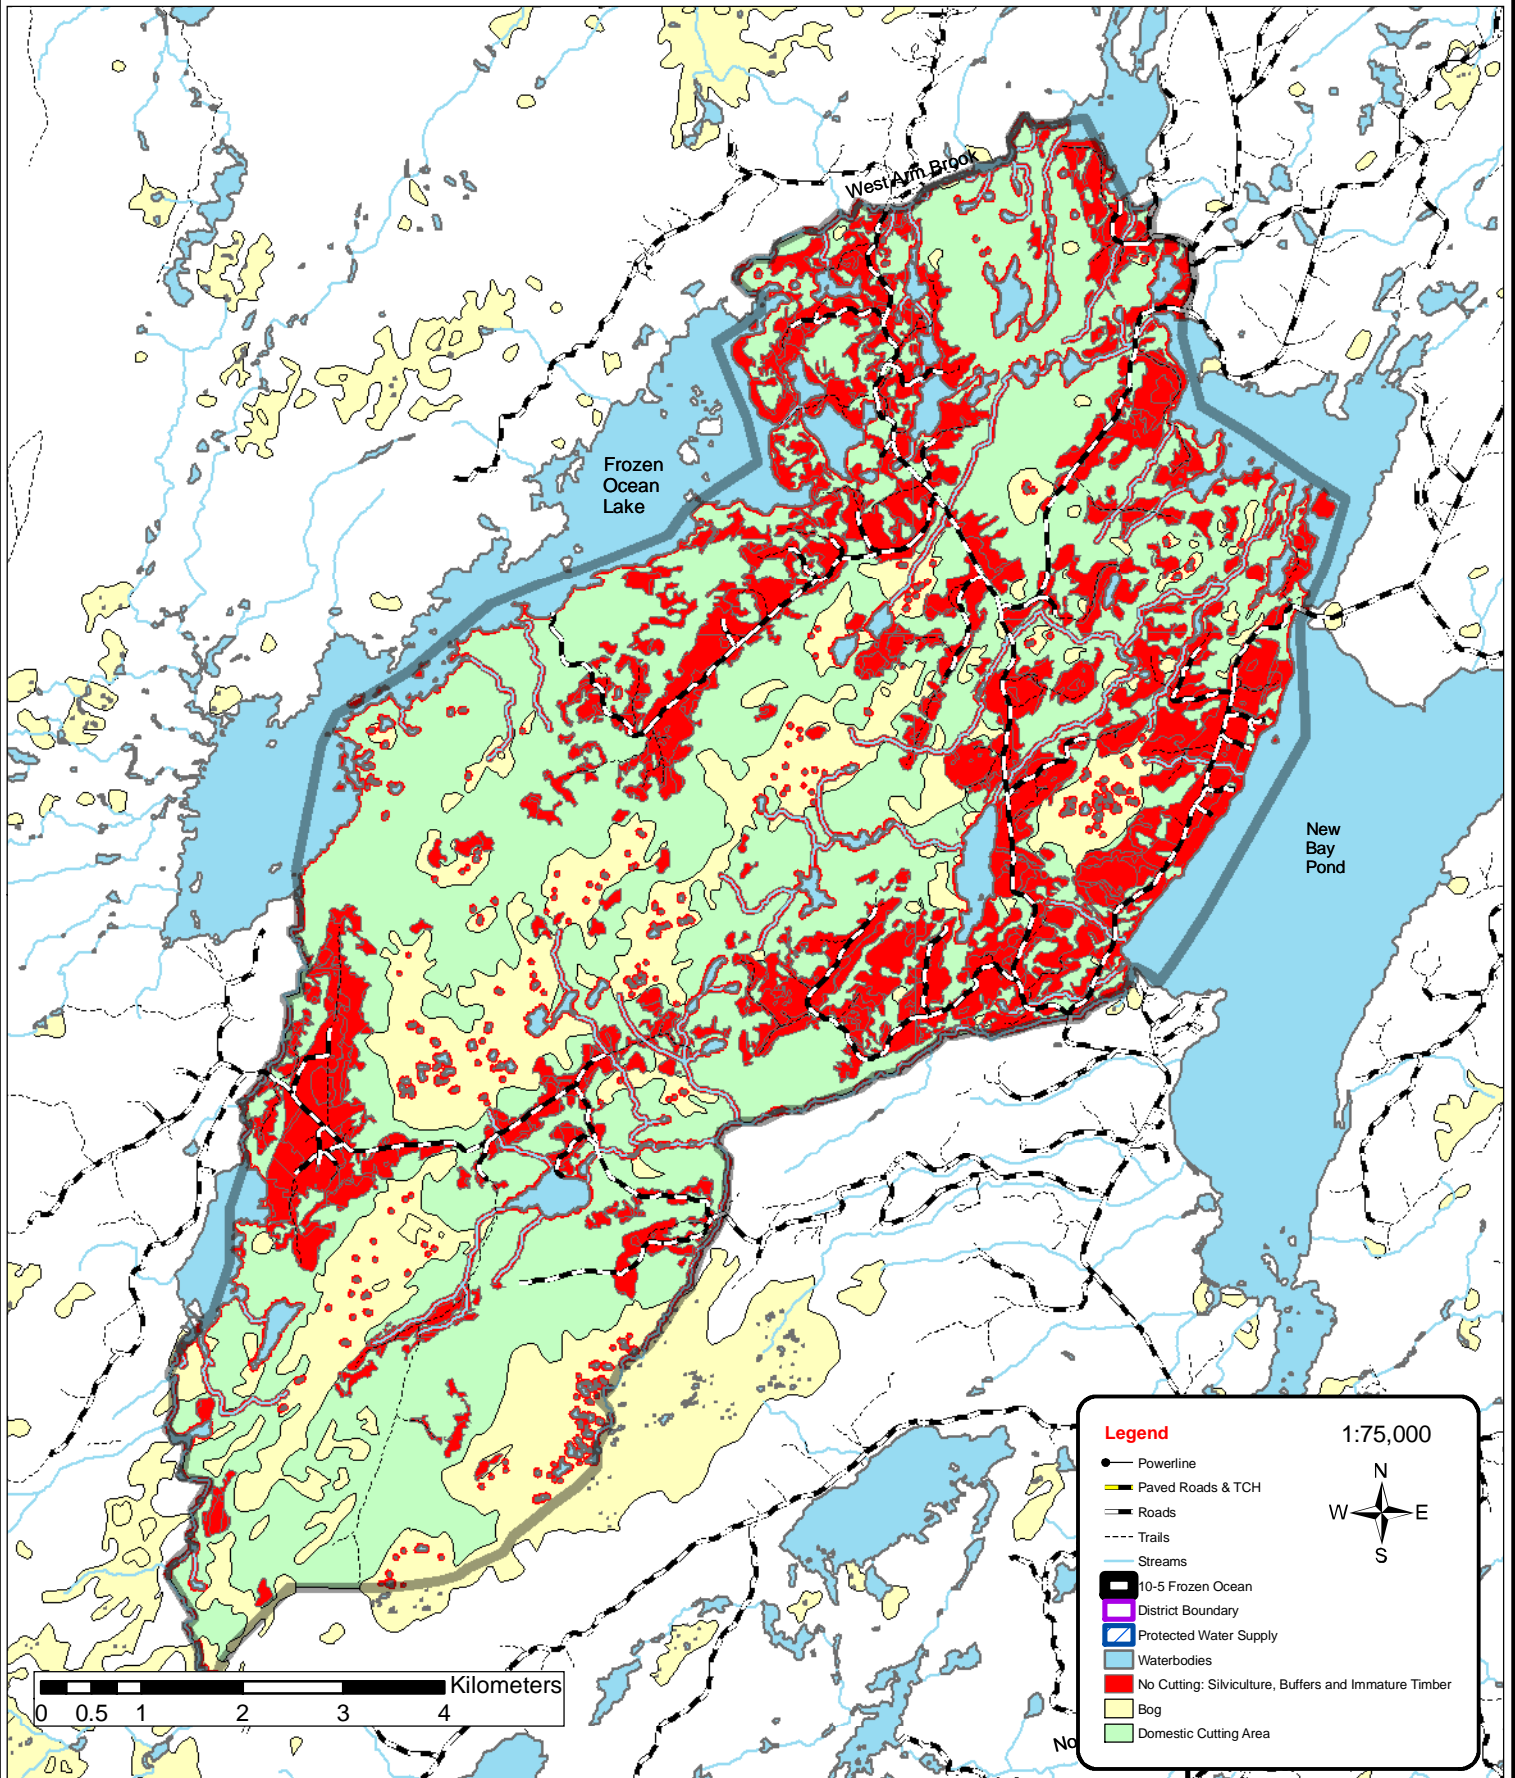 West Arm Brook
Frozen
Ocean
Lake
New
Bay
Pond
Legend
1:75,000
Powerline
Paved Roads & TCH
Roads
Trails
Streams
10-5 Frozen Ocean
District Boundary
Protected Water Supply
Waterbodies
No Cutting: Silviculture, Buffers and Immature Timber
Bog
Domestic Cutting Area
N
W E
S
Kilometers
0 0.5 1 2 3 4
No